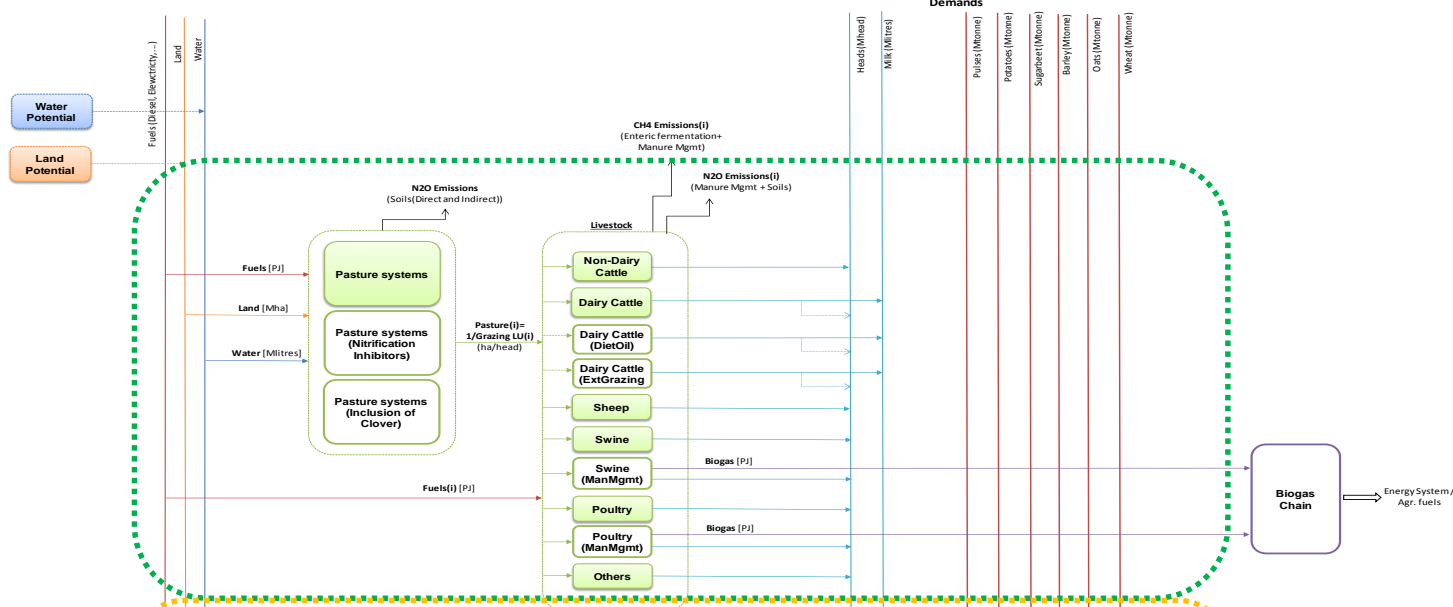 Demands
Fuels (Diesel, Elewctricty,....)
Land
Water
Heads (Mhead)
Milk (Mlitres)
Pulses (Mtonne)
Potatoes (Mtonne)
Sugarbeet (Mtonne)
Barley (Mtonne)
Oats (Mtonne)
Wheat (Mtonne)
Water
Potential
Land
Potential
CH4 Emissions(i)
(Enteric fermentation+
Manure Mgmt)
N2O Emissions
(Soils(Direct and Indirect))
N2O Emissions(i)
(Manure Mgmt + Soils)
Livestock
Fuels [PJ]
Land [Mha]
Water [Mlitres]
Pasture systems
Pasture systems
(Nitrification
Inhibitors)
Pasture systems
(Inclusion of
Clover)
Pasture(i)=
1/Grazing LU(i)
(ha/head)
Fuels(i) [PJ]
Non-Dairy
Cattle
Dairy Cattle
Dairy Cattle
(DietOil)
Dairy Cattle
(ExtGrazing
Sheep
Swine
Swine
(ManMgmt)
Biogas [PJ]
Poultry
Poultry
(ManMgmt)
Biogas [PJ]
Others
Biogas
Chain
Energy System /
Agr. fuels